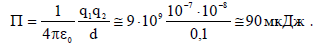 П = 1/(4πε₀) q₁q₂/d ≅ 9·10⁹ (10⁻⁷·10⁻⁸)/0,1 ≅ 90 мкДж .